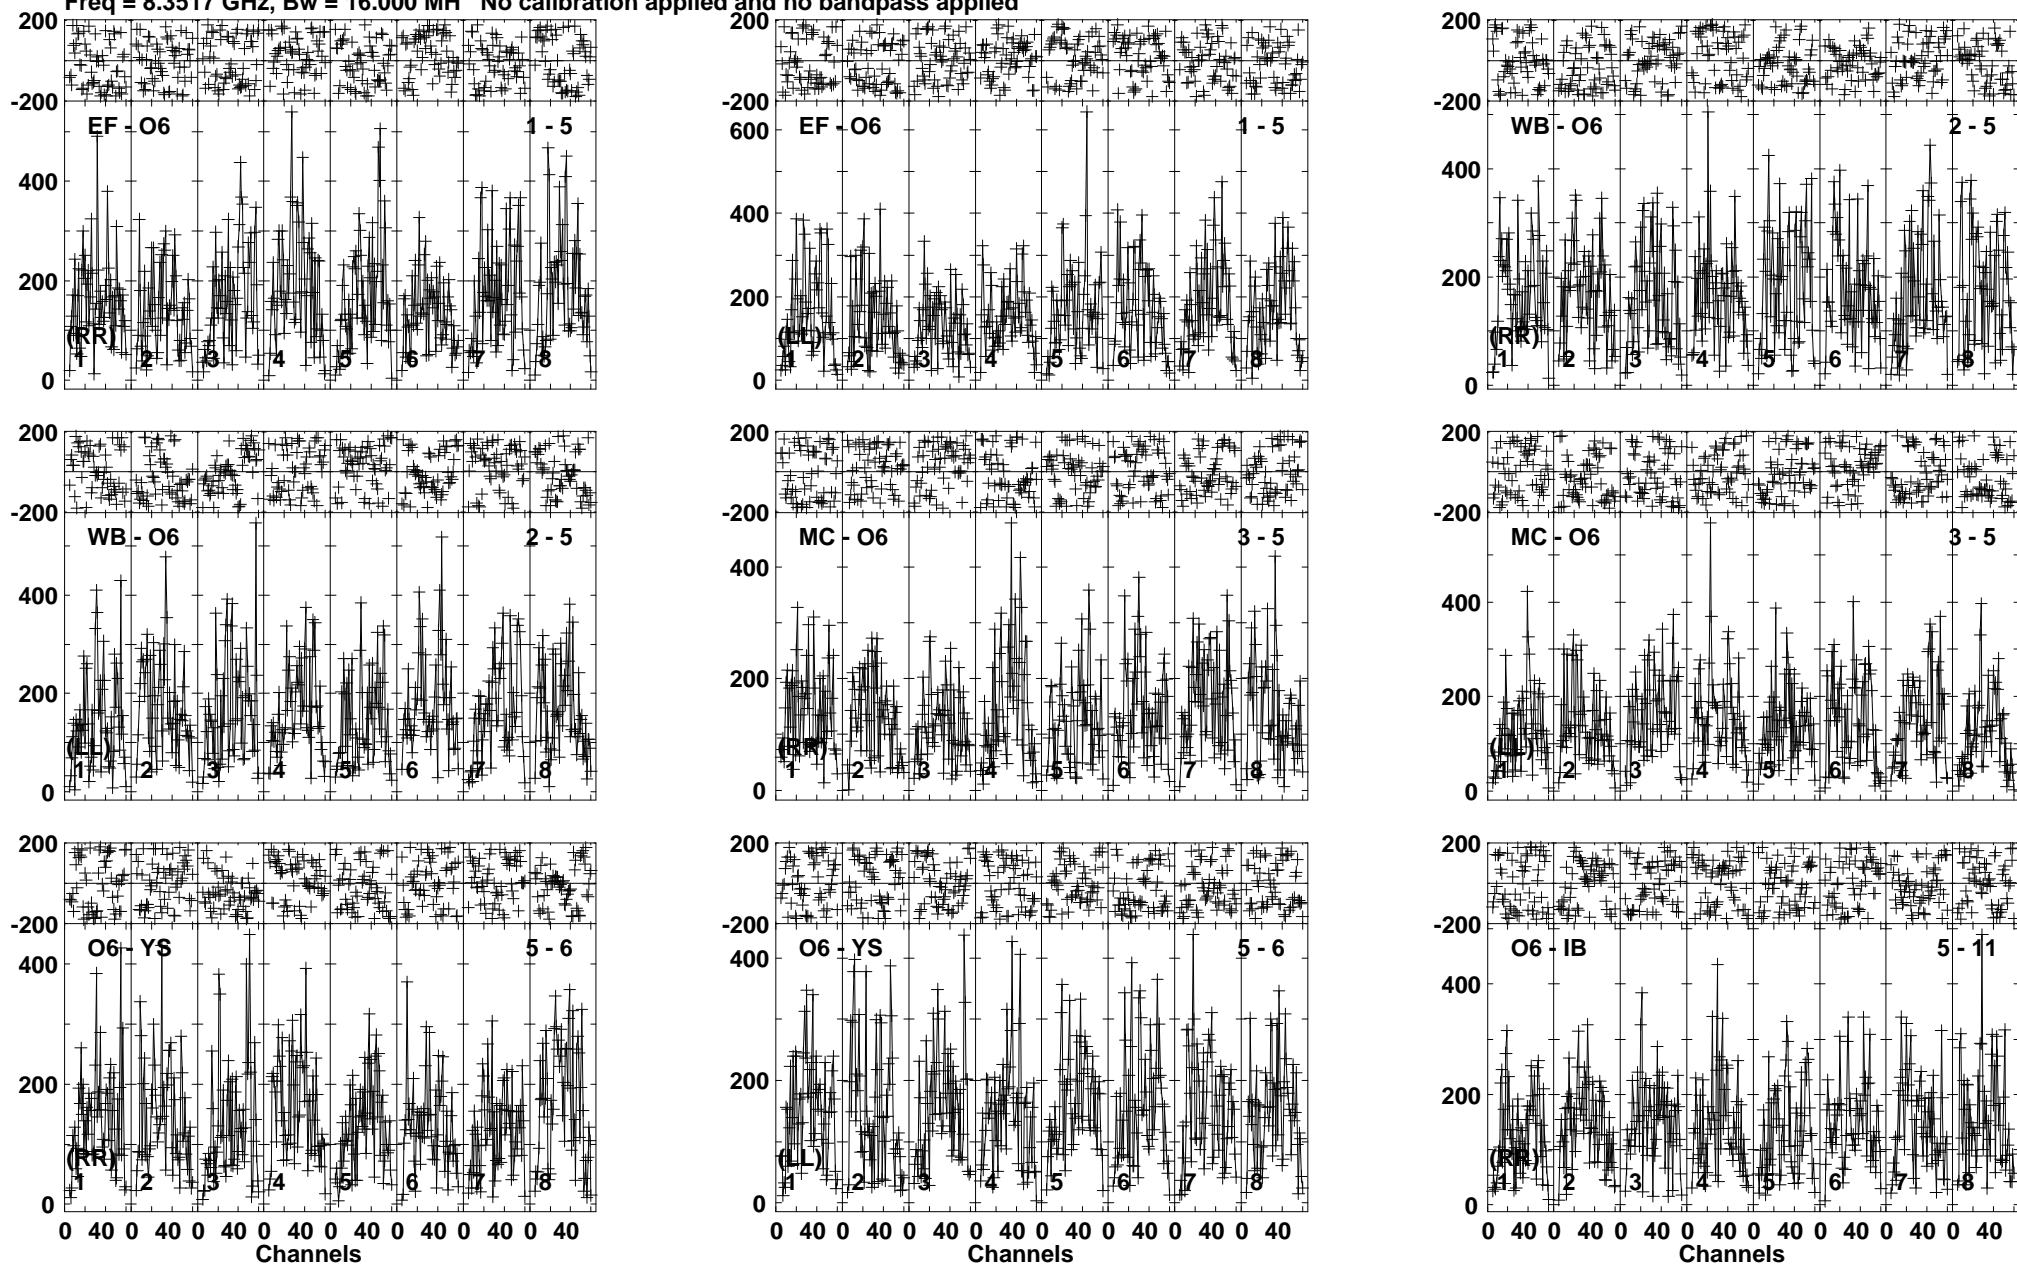 Freq = 8.3517 GHz, Bw = 16.000 MH No calibration applied and no bandpass applied
200 200 200
-200 -200 -200
EF - O6 1 - 5 EF - O6 1 - 5 WB - O6 2 - 5
600
400 400 400
200 200 200
(RR) (LL) (RR)
1 2 3 4 5 6 7 8 1 2 3 4 5 6 7 8 1 2 3 4 5 6 7 8
0 0 0
200 200 200
-200 -200 -200
WB - O6 2 - 5 MC - O6 3 - 5 MC - O6 3 - 5
400 400 400
200 200 200
(LL) (RR) (LL)
1 2 3 4 5 6 7 8 1 2 3 4 5 6 7 8 1 2 3 4 5 6 7 8
0 0 0
200 200 200
-200 -200 -200
O6 - YS 5 - 6 O6 - YS 5 - 6 O6 - IB 5 - 11
400 400 400
200 200 200
(RR) (LL) (RR)
1 2 3 4 5 6 7 8 1 2 3 4 5 6 7 8 1 2 3 4 5 6 7 8
0 0 0
0 40 0 40 0 40 0 40 0 40 0 40 0 40 0 40 0 40 0 40 0 40 0 40 0 40 0 40 0 40 0 40 0 40 0 40 0 40 0 40 0 40 0 40 0 40 0 40
Channels Channels Channels